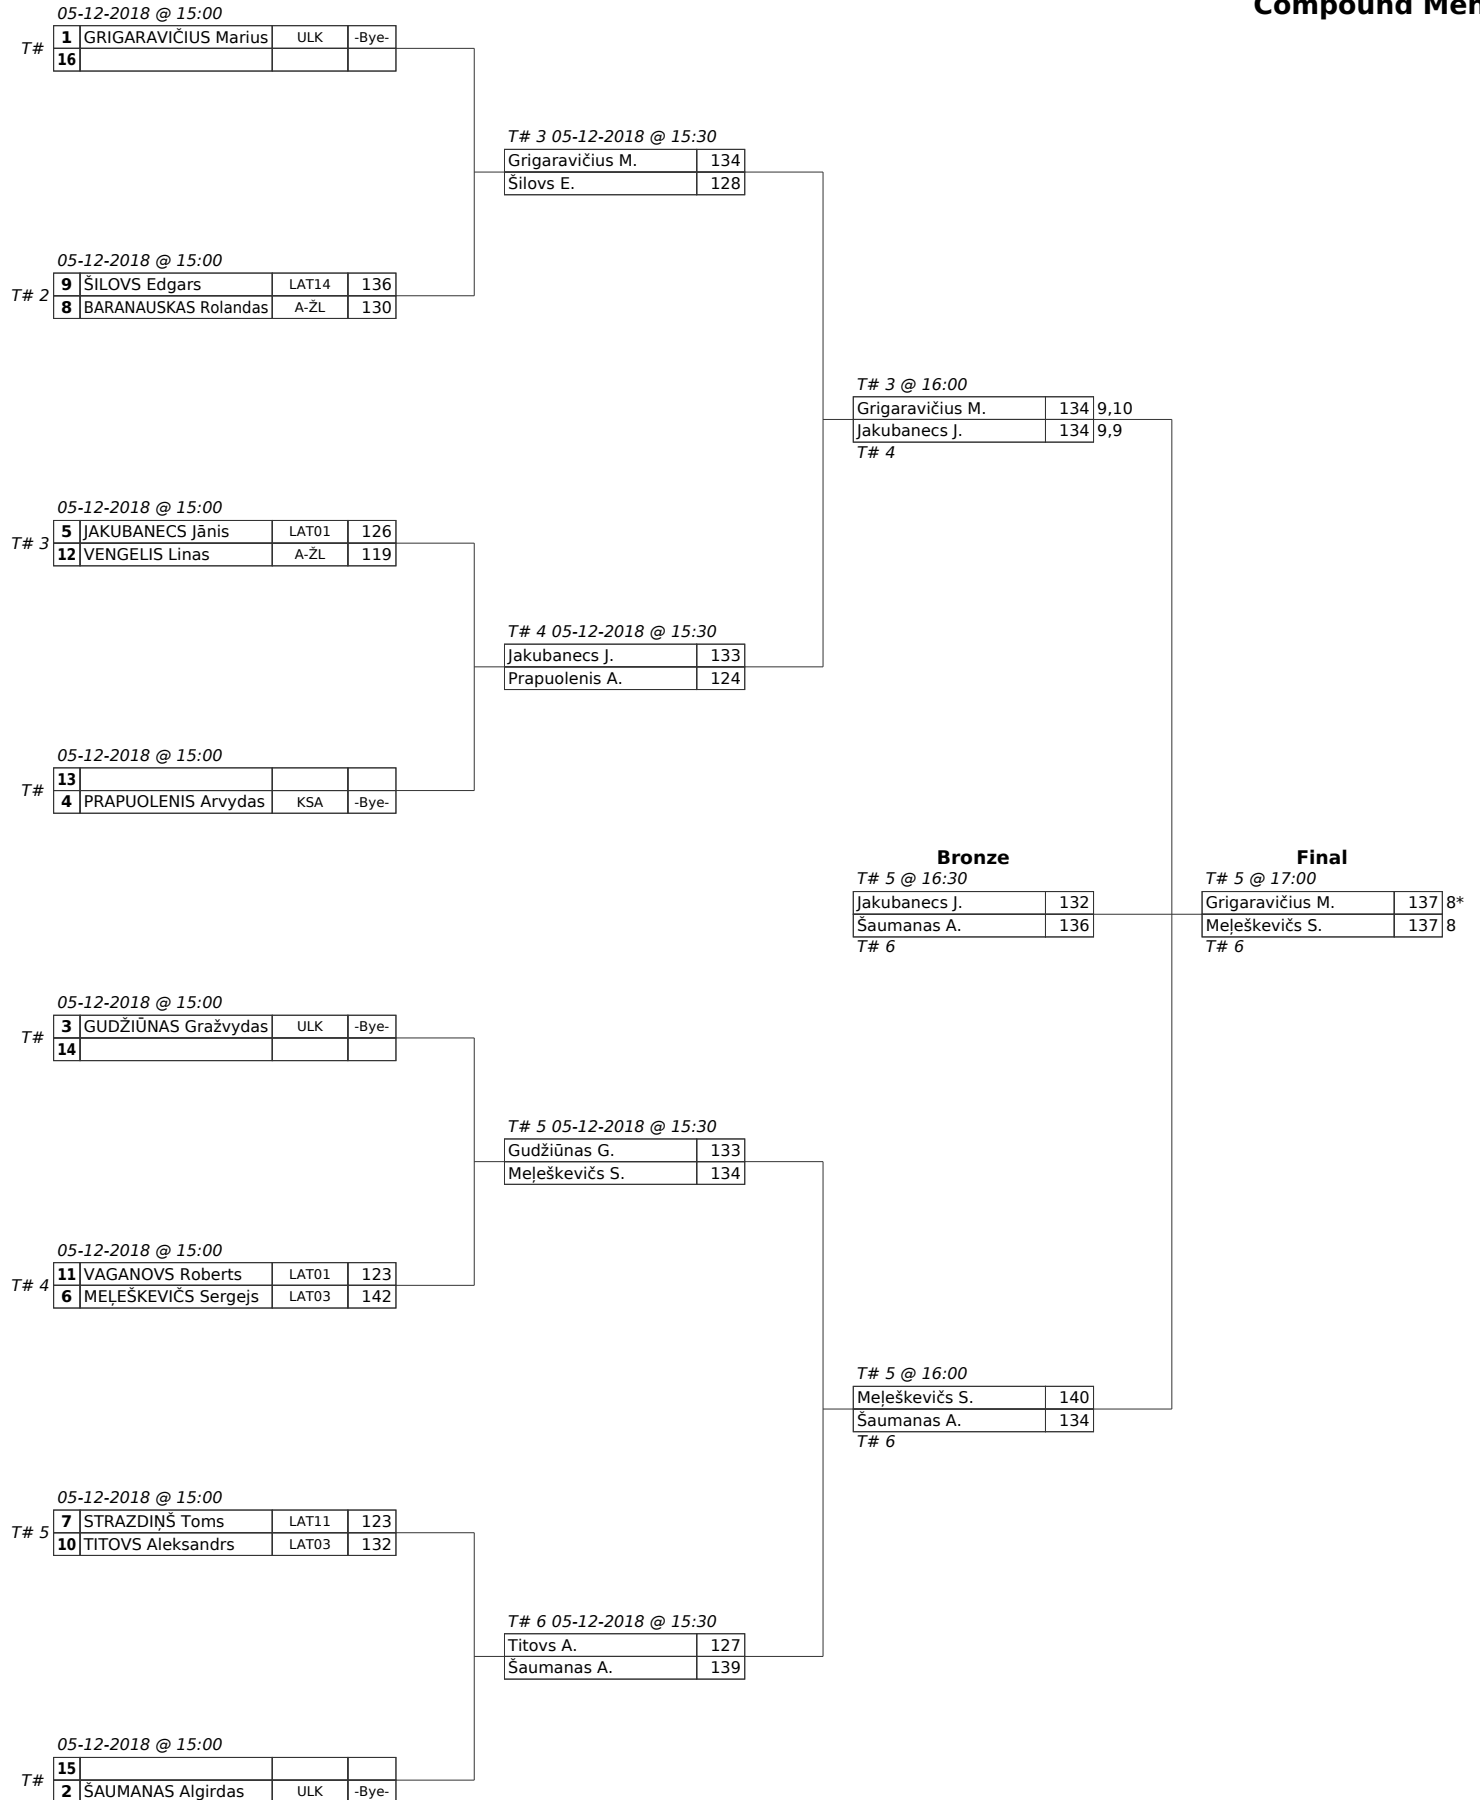 Compound Men
05-12-2018 @ 15:00
T# 1 GRIGARAVIČIUS Marius ULK -Bye-
16
T# 3 05-12-2018 @ 15:30
Grigaravičius M. 134
Šilovs E. 128
05-12-2018 @ 15:00
T# 2 9 ŠILOVS Edgars LAT14 136
8 BARANAUSKAS Rolandas A-ŽL 130
T# 3 @ 16:00
Grigaravičius M. 134 9,10
Jakubanecs J. 134 9,9
T# 4
05-12-2018 @ 15:00
T# 3 5 JAKUBANECS Jānis LAT01 126
12 VENGELIS Linas A-ŽL 119
T# 4 05-12-2018 @ 15:30
Jakubanecs J. 133
Prapuolenis A. 124
05-12-2018 @ 15:00
T# 13
4 PRAPUOLENIS Arvydas KSA -Bye-
Bronze Final
T# 5 @ 16:30 T# 5 @ 17:00
Jakubanecs J. 132 Grigaravičius M. 137 8*
Šaumanas A. 136 Meļeškevičs S. 137 8
T# 6 T# 6
05-12-2018 @ 15:00
T# 3 GUDŽIŪNAS Gražvydas ULK -Bye-
14
T# 5 05-12-2018 @ 15:30
Gudžiūnas G. 133
Meļeškevičs S. 134
05-12-2018 @ 15:00
T# 4 11 VAGANOVS Roberts LAT01 123
6 MEĻEŠKEVIČS Sergejs LAT03 142
T# 5 @ 16:00
Meļeškevičs S. 140
Šaumanas A. 134
T# 6
05-12-2018 @ 15:00
T# 5 7 STRAZDIŅŠ Toms LAT11 123
10 TITOVS Aleksandrs LAT03 132
T# 6 05-12-2018 @ 15:30
Titovs A. 127
Šaumanas A. 139
05-12-2018 @ 15:00
T# 15
2 ŠAUMANAS Algirdas ULK -Bye-